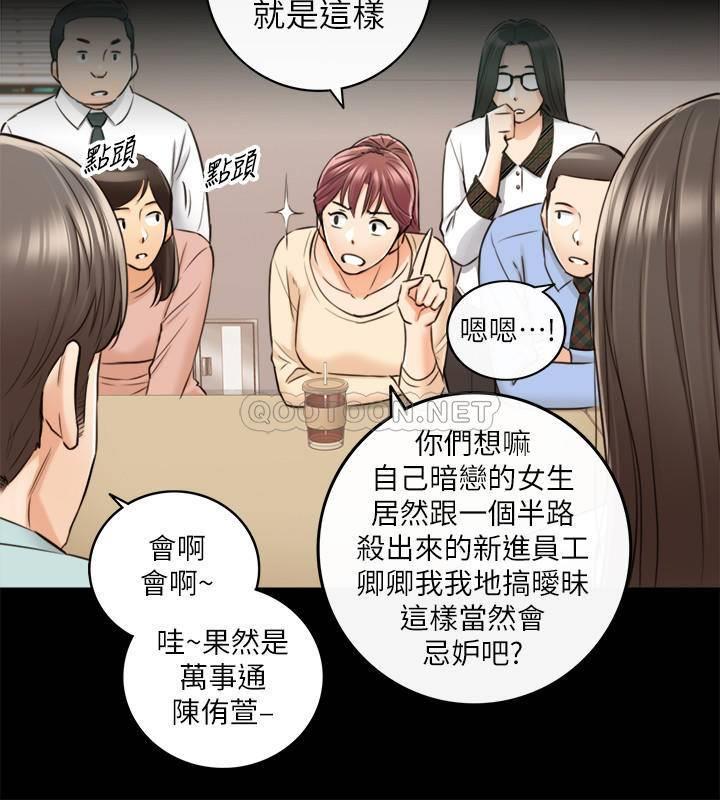 就是這樣
點頭
點頭
嗯嗯…!
QOOTOON.NET
你們想嘛
自己暗戀的女生
居然跟一個半路
殺出來的新進員工
卿卿我我地搞曖昧
這樣當然會
忌妒吧?
會啊
會啊~
哇~果然是
萬事通
陳侑萱–